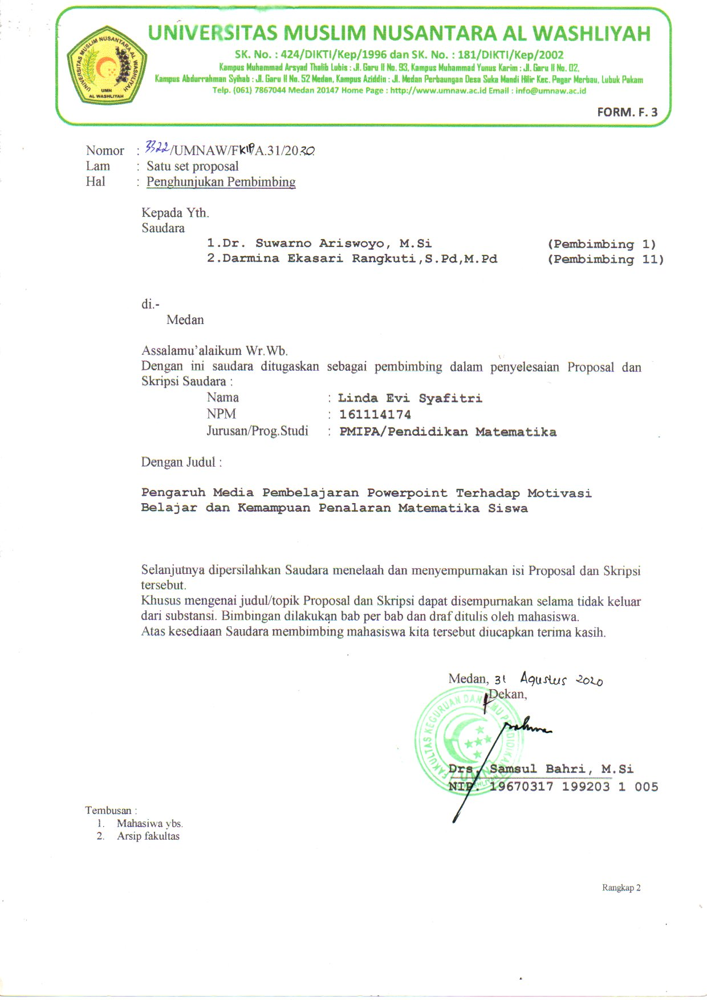 UNIVERSITAS MUSLIM NUSANTARA AL WASHLIYAH
SK. No. : 424/DIKTI/Kep/1996 dan SK. No. : 181/DIKTI/Kep/2002
Kampus Muhammad Arsyad Thalib Lubis : Jl. Garu II No. 93, Kampus Muhammad Yunus Karim : Jl. Garu II No. 02,
Kampus Abdurrahman Syihab : Jl. Garu II No. 52 Medan, Kampus Aziddin : Jl. Medan Perbaungan Desa Suka Mandi Hilir Kec. Pagar Merbau, Lubuk Pakam
Telp. (061) 7867044 Medan 20147 Home Page : http://www.umnaw.ac.id Email : info@umnaw.ac.id
UNIVERSITAS MUSLIM NUSANTARA AL WASHLIYAH
UMN
AL WASHLIYAH
FORM. F. 3
Nomor : 3322/UMNAW/FKIP/A.31/2020
Lam : Satu set proposal
Hal : Penghunjukan Pembimbing
Kepada Yth.
Saudara
1.Dr. Suwarno Ariswoyo, M.Si (Pembimbing 1)
2.Darmina Ekasari Rangkuti,S.Pd,M.Pd (Pembimbing 11)
di.-
Medan
Assalamu'alaikum Wr.Wb.
Dengan ini saudara ditugaskan sebagai pembimbing dalam penyelesaian Proposal dan
Skripsi Saudara :
Nama : Linda Evi Syafitri
NPM : 161114174
Jurusan/Prog.Studi : PMIPA/Pendidikan Matematika
Dengan Judul :
Pengaruh Media Pembelajaran Powerpoint Terhadap Motivasi
Belajar dan Kemampuan Penalaran Matematika Siswa
Selanjutnya dipersilahkan Saudara menelaah dan menyempurnakan isi Proposal dan Skripsi
tersebut.
Khusus mengenai judul/topik Proposal dan Skripsi dapat disempurnakan selama tidak keluar
dari substansi. Bimbingan dilakukan bab per bab dan draf ditulis oleh mahasiswa.
Atas kesediaan Saudara membimbing mahasiswa kita tersebut diucapkan terima kasih.
Medan, 31 Agustus 2020
Dekan,
FAKULTAS KEGURUAN DAN ILMU PENDIDIKAN
UMN
Drs. Samsul Bahri, M.Si
NIP. 19670317 199203 1 005
Tembusan :
1. Mahasiwa ybs.
2. Arsip fakultas
Rangkap 2